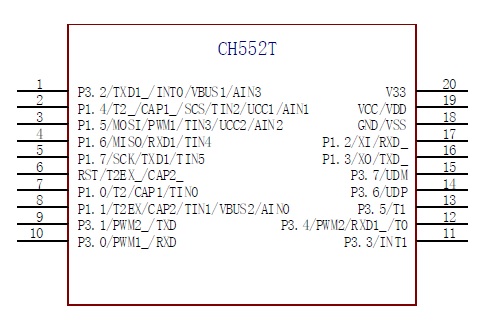 CH552T
1 P3.2/TXD1_/INT0/VBUS1/AIN3
2 P1.4/T2_/CAP1_/SCS/TIN2/UCC1/AIN1
3 P1.5/MOSI/PWM1/TIN3/UCC2/AIN2
4 P1.6/MISO/RXD1/TIN4
5 P1.7/SCK/TXD1/TIN5
6 RST/T2EX_/CAP2_
7 P1.0/T2/CAP1/TIN0
8 P1.1/T2EX/CAP2/TIN1/VBUS2/AIN0
9 P3.1/PWM2_/TXD
10 P3.0/PWM1_/RXD
V33 20
VCC/VDD 19
GND/VSS 18
P1.2/XI/RXD_ 17
P1.3/XO/TXD_ 16
P3.7/UDM 15
P3.6/UDP 14
P3.5/T1 13
P3.4/PWM2/RXD1_/T0 12
P3.3/INT1 11